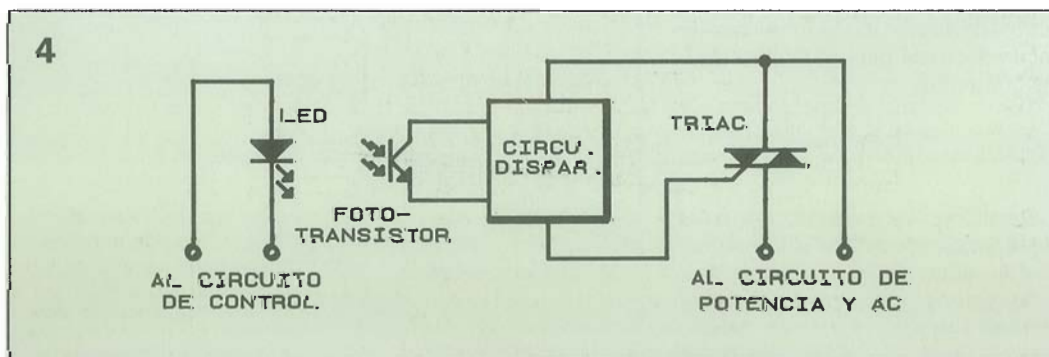 4
LED
FOTO-
TRANSISTOR
CIRCU.
DISPAR.
TRIAC
AL CIRCUITO
DE CONTROL
AL CIRCUITO DE
POTENCIA Y AC